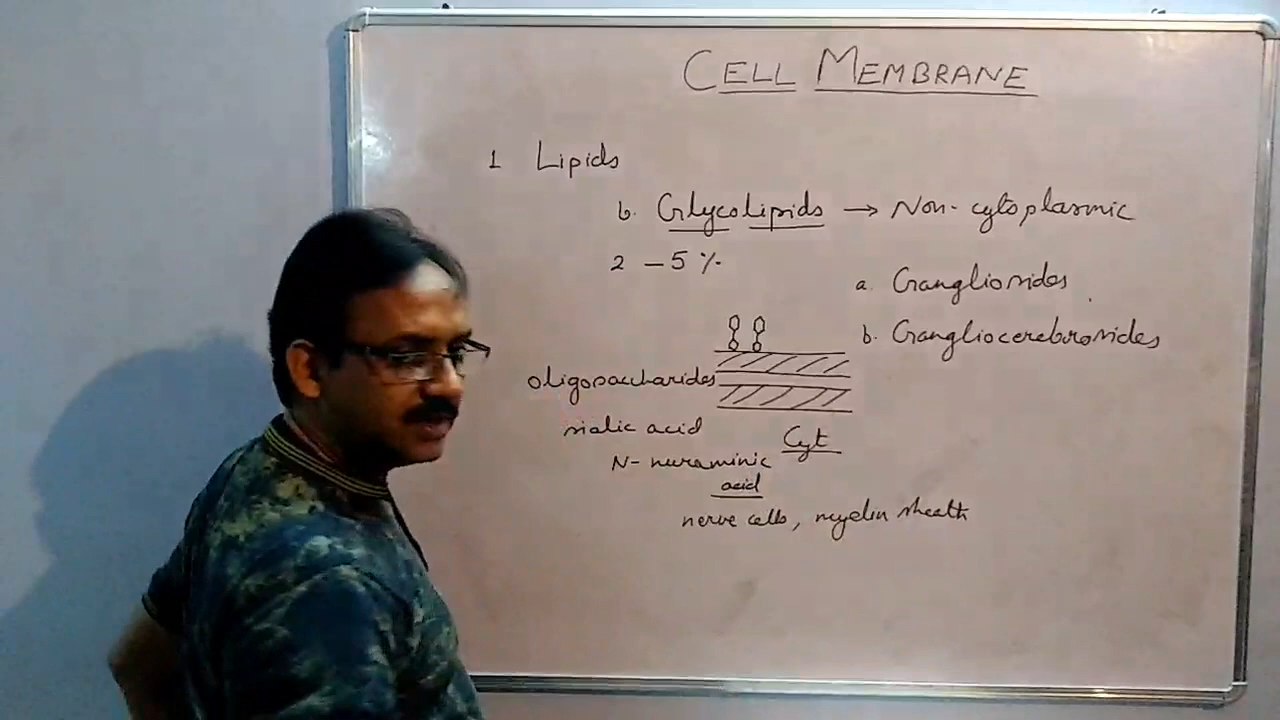 CELL MEMBRANE
1 Lipids
b. Glycolipids → Non-cytoplasmic
2 – 5 %
a. Gangliosides
b. Gangliocerebrosides
oligosaccharides
sialic acid
Cyt
N- nuraminic
acid
nerve cells, myelin sheath